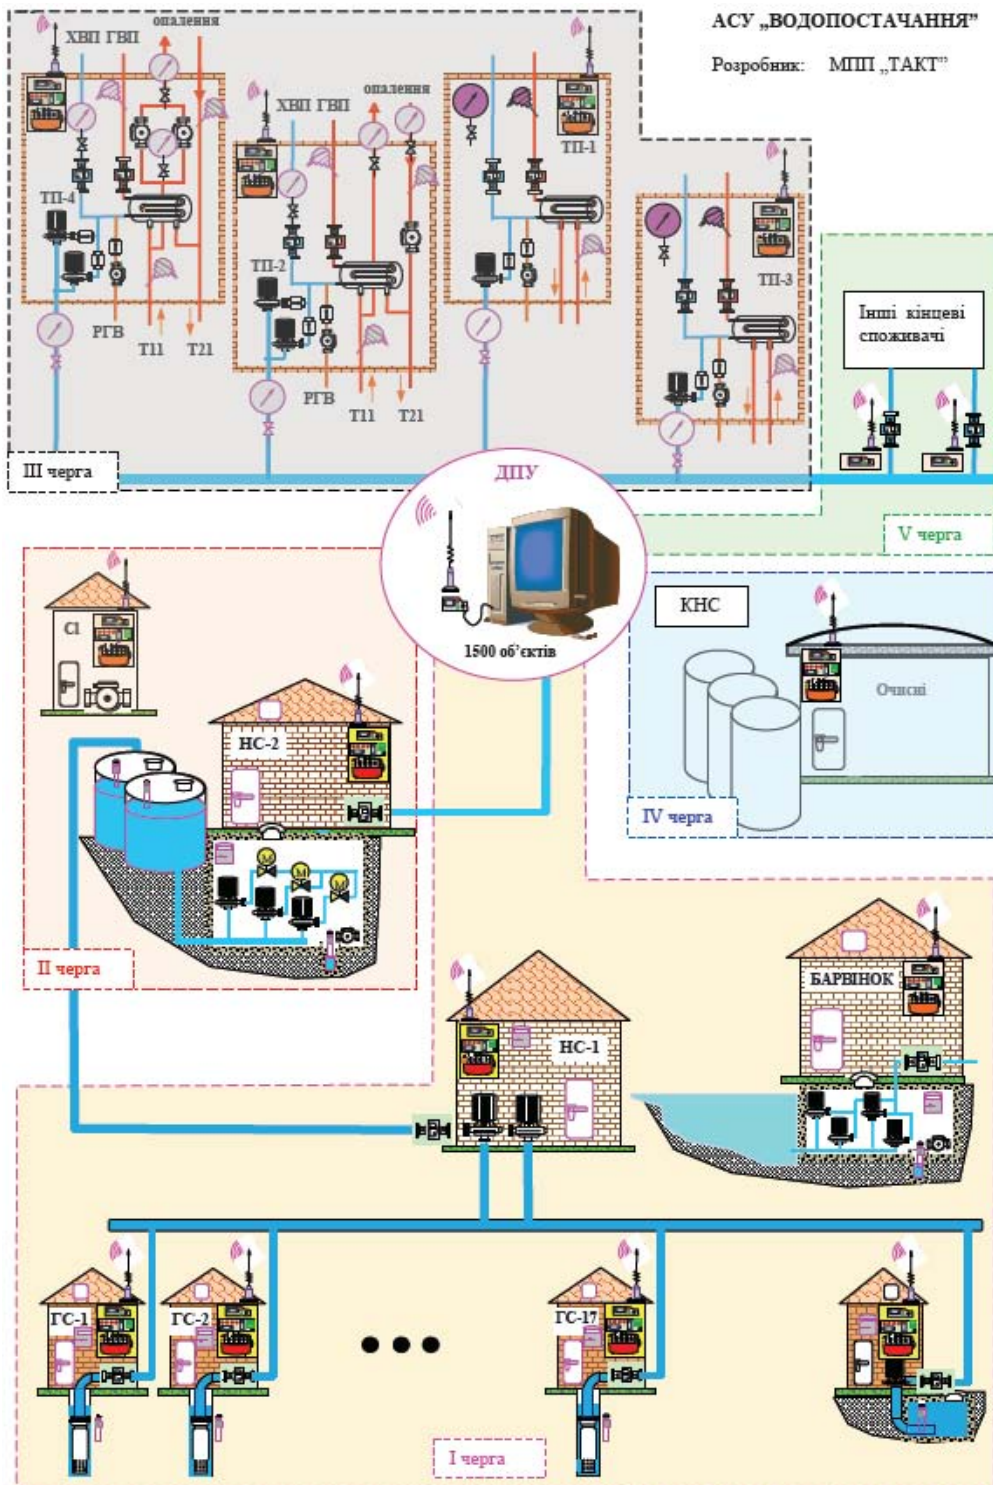 АСУ „ВОДОПОСТАЧАННЯ”
Розробник: МПП „ТАКТ”
опалення
ХВП ГВП
ТП-4
РГВ
Т11
Т21
опалення
ХВП ГВП
ТП-2
РГВ
Т11
Т21
ТП-1
ТП-3
ІІІ черга
Інші кінцеві
споживачі
V черга
ДПУ
1500 об’єктів
С1
НС-2
М
М
М
ІІ черга
КНС
Очисні
IV черга
БАРВІНОК
НС-1
ГС-1
ГС-2
ГС-17
І черга